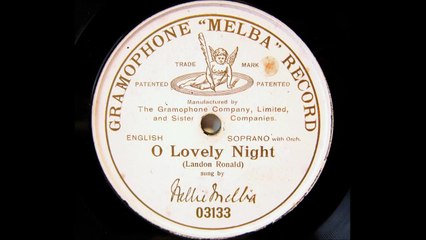 GRAMOPHONE "MELBA" RECORD
TRADE MARK
PATENTED PATENTED
Manufactured by
The Gramophone Company, Limited,
and Sister Companies.
ENGLISH SOPRANO with Orch.
O Lovely Night
(Landon Ronald)
sung by
Nellie Melba
03133